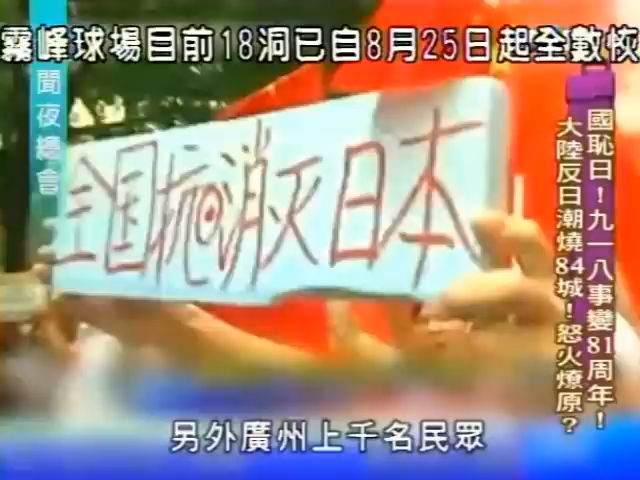 霧峰球場目前18洞已自8月25日起全數恢
聞夜總會
全国抗⊙消灭日本
國恥日！九一八事變81周年！
大陸反日潮燒84城！怒火燎原？
另外廣州上千名民眾